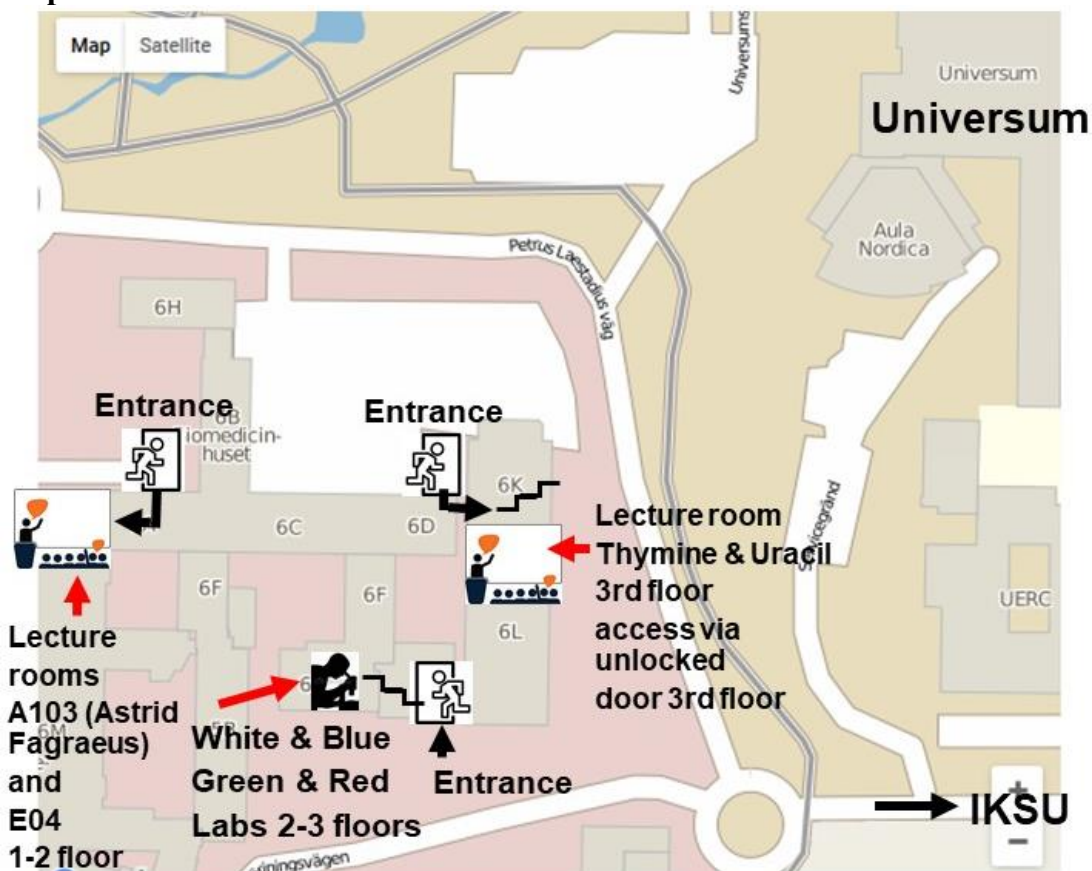 Map Satellite
Universum
Universums
Universum
Aula
Nordica
Petrus Laestadius väg
6H
Entrance
Entrance
6B
iomedicin-
huset
6K
6C
6D
Lecture room
Thymine & Uracil
3rd floor
access via
unlocked
door 3rd floor
6F
6F
UERC
6L
Lecture
rooms
A103 (Astrid
Fagraeus)
and
E04
1-2 floor
6M
White & Blue
Green & Red
Labs 2-3 floors
Entrance
IKSU
+
−